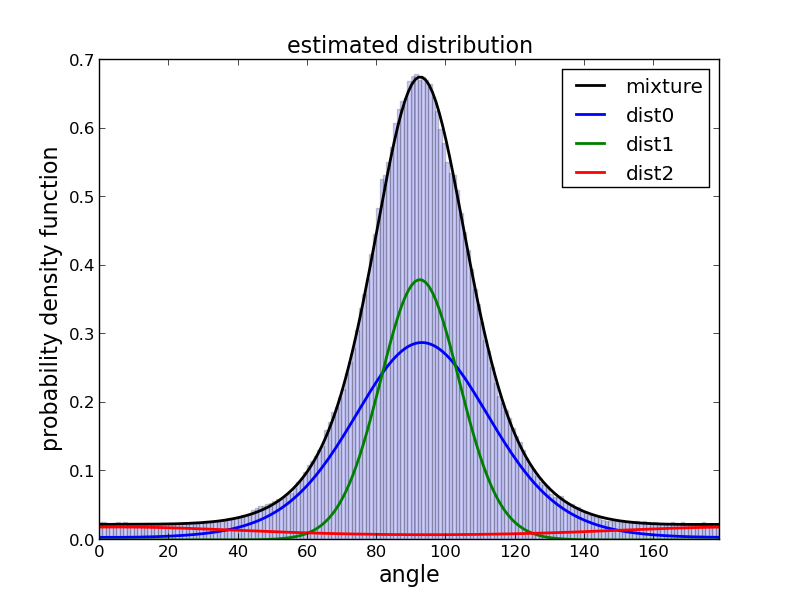 estimated distribution
mixture
dist0
dist1
dist2
probability density function
0.7
0.6
0.5
0.4
0.3
0.2
0.1
0.0
0 20 40 60 80 100 120 140 160
angle